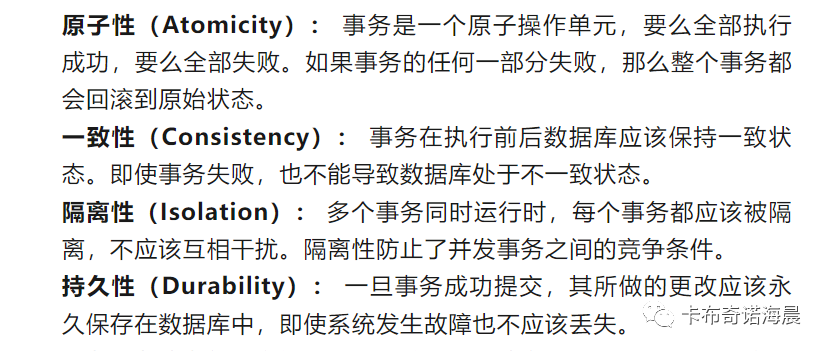 原子性（Atomicity）： 事务是一个原子操作单元，要么全部执行
成功，要么全部失败。如果事务的任何一部分失败，那么整个事务都
会回滚到原始状态。
一致性（Consistency）： 事务在执行前后数据库应该保持一致状
态。即使事务失败，也不能导致数据库处于不一致状态。
隔离性（Isolation）： 多个事务同时运行时，每个事务都应该被隔
离，不应该互相干扰。隔离性防止了并发事务之间的竞争条件。
持久性（Durability）： 一旦事务成功提交，其所做的更改应该永
久保存在数据库中，即使系统发生故障也不应该丢失。
卡布奇诺海晨